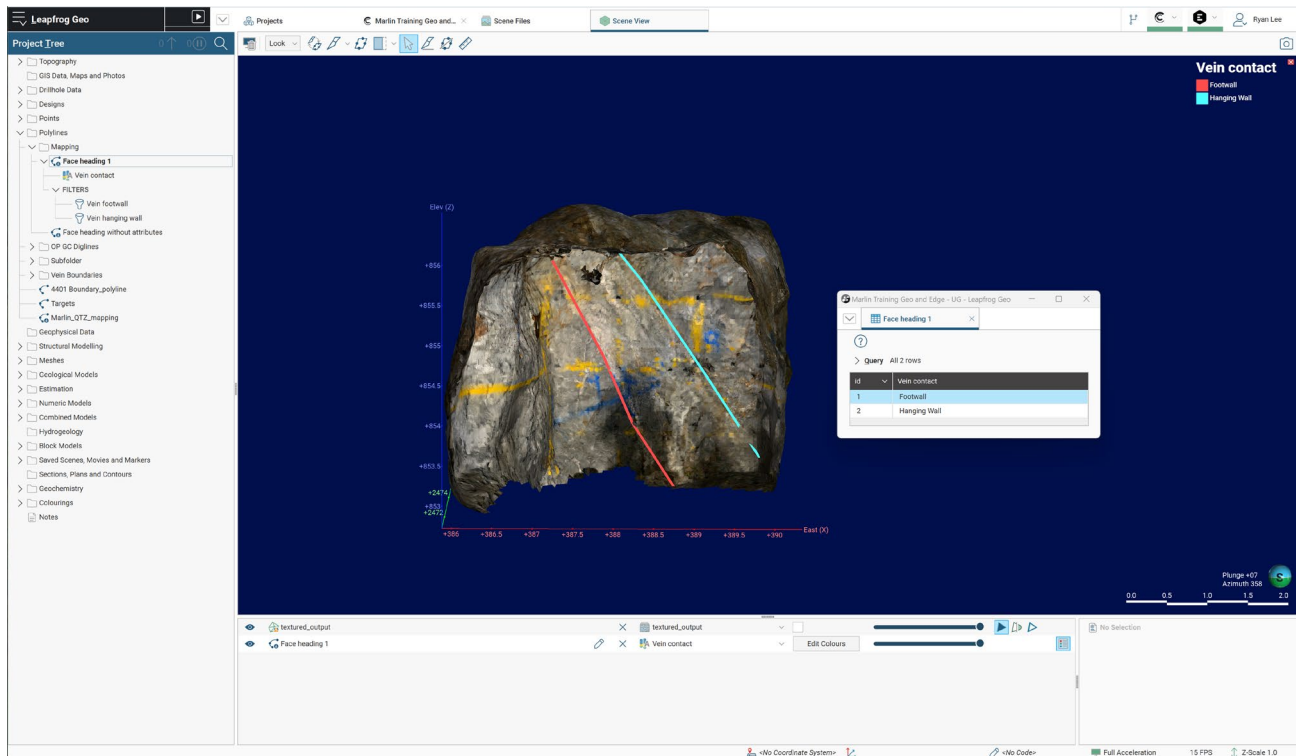 Leapfrog Geo
Projects
Marlin Training Geo and...
Scene Files
Scene View
Ryan Lee
Project Tree
0
0
Look
Topography
GIS Data, Maps and Photos
Drillhole Data
Designs
Points
Polylines
Mapping
Face heading 1
Vein contact
FILTERS
Vein footwall
Vein hanging wall
Face heading without attributes
OP GC Diglines
Subfolder
Vein Boundaries
4401 Boundary_polyline
Targets
Marlin_QTZ_mapping
Geophysical Data
Structural Modelling
Meshes
Geological Models
Estimation
Numeric Models
Combined Models
Hydrogeology
Block Models
Saved Scenes, Movies and Markers
Sections, Plans and Contours
Geochemistry
Colourings
Notes
Vein contact
Footwall
Hanging Wall
Elev (Z)
+856
+855.5
+855
+854.5
+854
+853.5
+853
+2474
+2472
+386
+386.5
+387
+387.5
+388
+388.5
+389
+389.5
+390
East (X)
Marlin Training Geo and Edge - UG - Leapfrog Geo
Face heading 1
Query All 2 rows
id Vein contact
1 Footwall
2 Hanging Wall
Plunge +07
Azimuth 358
S
0.0 0.5 1.0 1.5 2.0
textured_output
textured_output
Face heading 1
Vein contact
Edit Colours
No Selection
<No Coordinate System>
<No Code>
Full Acceleration
15 FPS
Z-Scale 1.0